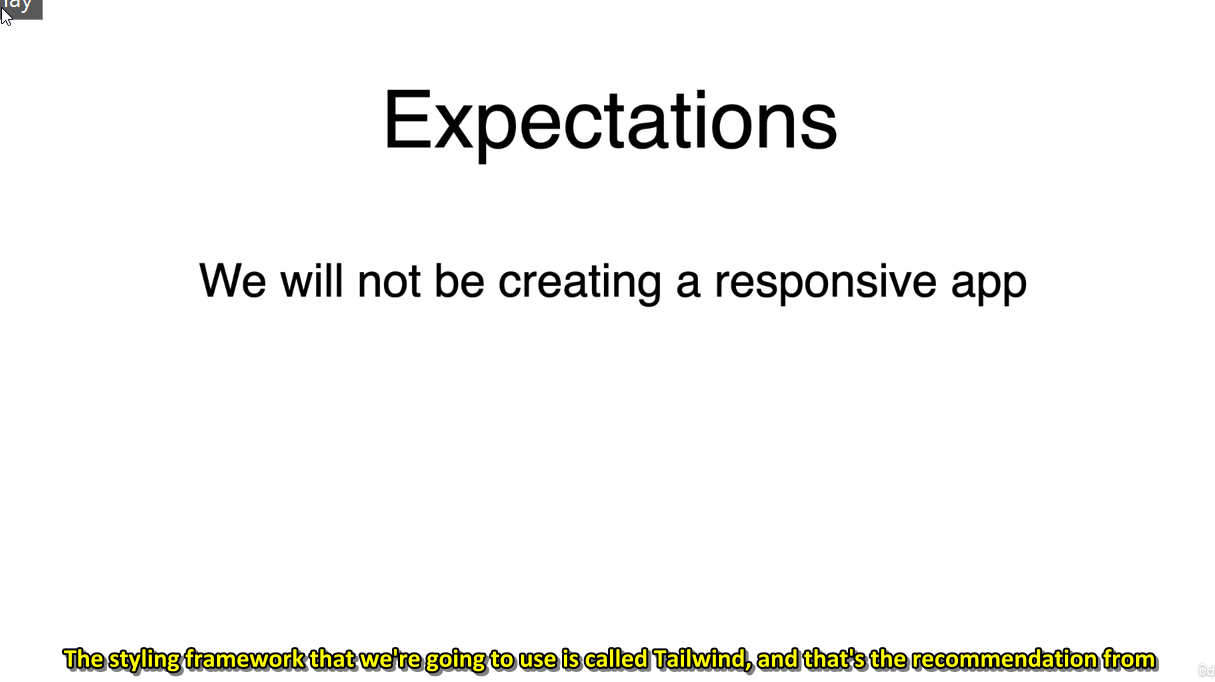 Expectations
We will not be creating a responsive app
The styling framework that we're going to use is called Tailwind, and that's the recommendation from